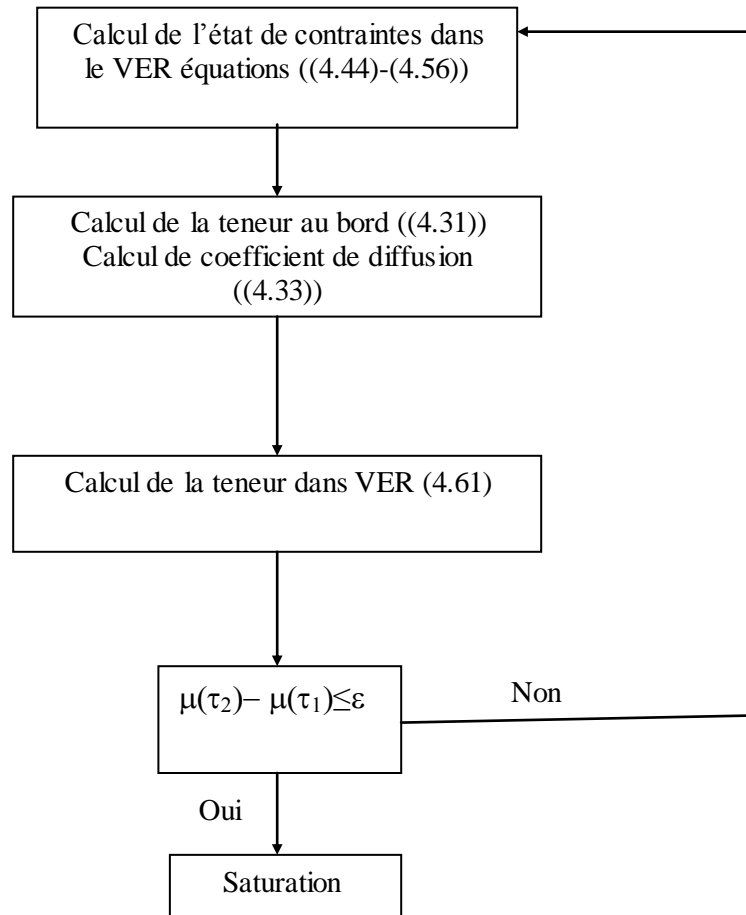 Calcul de l’état de contraintes dans
le VER équations ((4.44)-(4.56))
Calcul de la teneur au bord ((4.31))
Calcul de coefficient de diffusion
((4.33))
Calcul de la teneur dans VER (4.61)
μ(τ₂)− μ(τ₁)≤ε
Non
Oui
Saturation